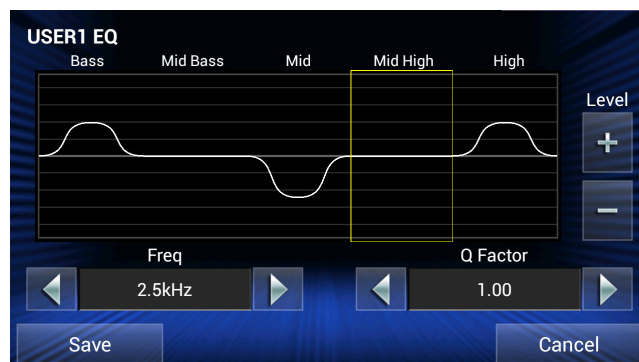 USER1 EQ
Bass Mid Bass Mid Mid High High
Level
+
−
Freq Q Factor
2.5kHz 1.00
Save Cancel